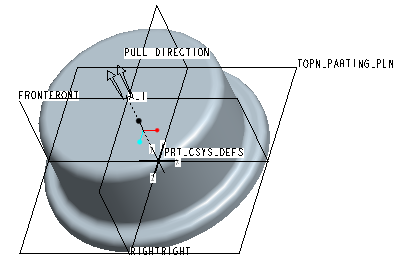 PULL DIRECTION
TOPN_PARTING_PLN
FRONTFRONT
A_1
PRT_CSYS_DEFS
RIGHTRIGHT